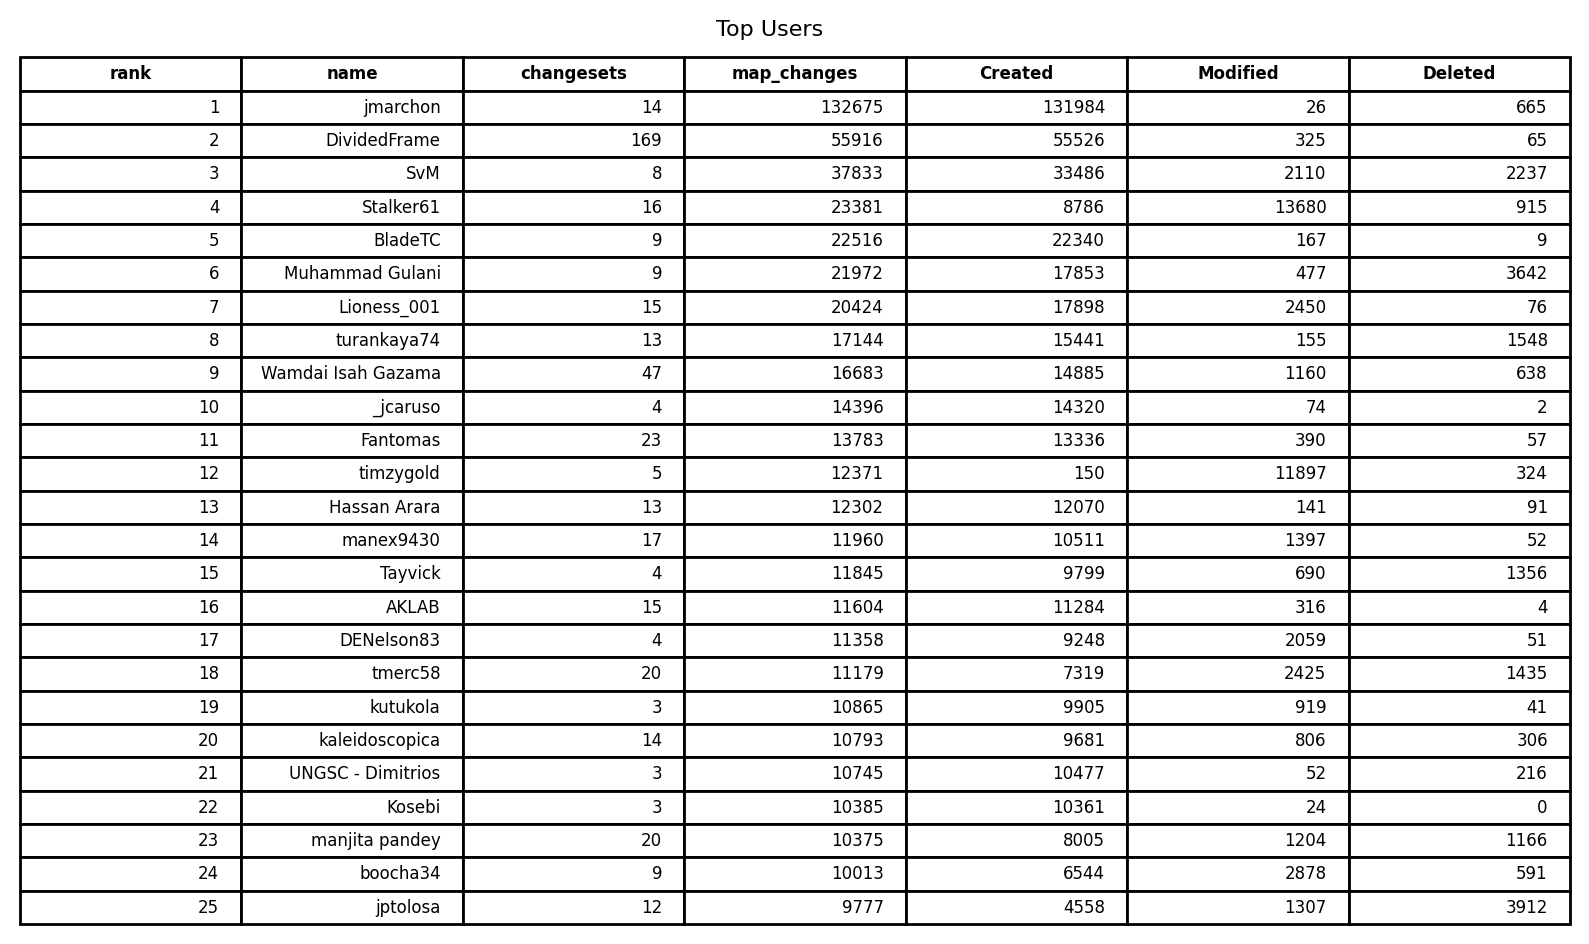 Top Users
rank name changesets map_changes Created Modified Deleted
1 jmarchon 14 132675 131984 26 665
2 DividedFrame 169 55916 55526 325 65
3 SvM 8 37833 33486 2110 2237
4 Stalker61 16 23381 8786 13680 915
5 BladeTC 9 22516 22340 167 9
6 Muhammad Gulani 9 21972 17853 477 3642
7 Lioness_001 15 20424 17898 2450 76
8 turankaya74 13 17144 15441 155 1548
9 Wamdai Isah Gazama 47 16683 14885 1160 638
10 _jcaruso 4 14396 14320 74 2
11 Fantomas 23 13783 13336 390 57
12 timzygold 5 12371 150 11897 324
13 Hassan Arara 13 12302 12070 141 91
14 manex9430 17 11960 10511 1397 52
15 Tayvick 4 11845 9799 690 1356
16 AKLAB 15 11604 11284 316 4
17 DENelson83 4 11358 9248 2059 51
18 tmerc58 20 11179 7319 2425 1435
19 kutukola 3 10865 9905 919 41
20 kaleidoscopica 14 10793 9681 806 306
21 UNGSC - Dimitrios 3 10745 10477 52 216
22 Kosebi 3 10385 10361 24 0
23 manjita pandey 20 10375 8005 1204 1166
24 boocha34 9 10013 6544 2878 591
25 jptolosa 12 9777 4558 1307 3912